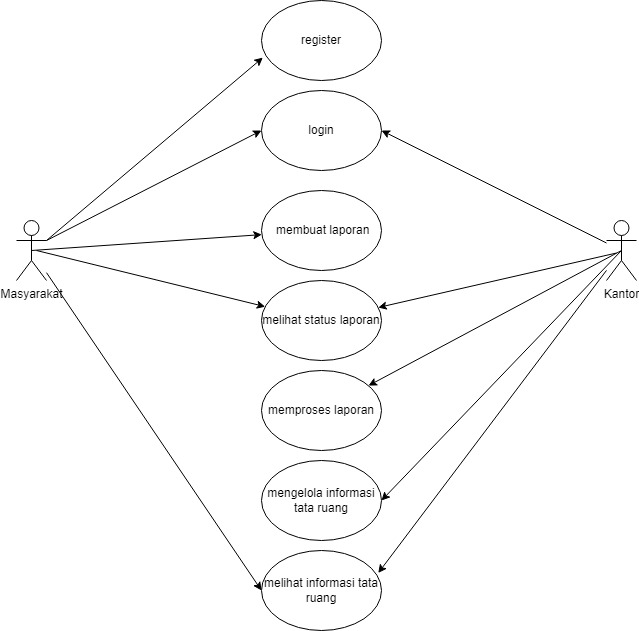 register
login
membuat laporan
Masyarakat
Kantor
melihat status laporan
memproses laporan
mengelola informasi
tata ruang
melihat informasi tata
ruang